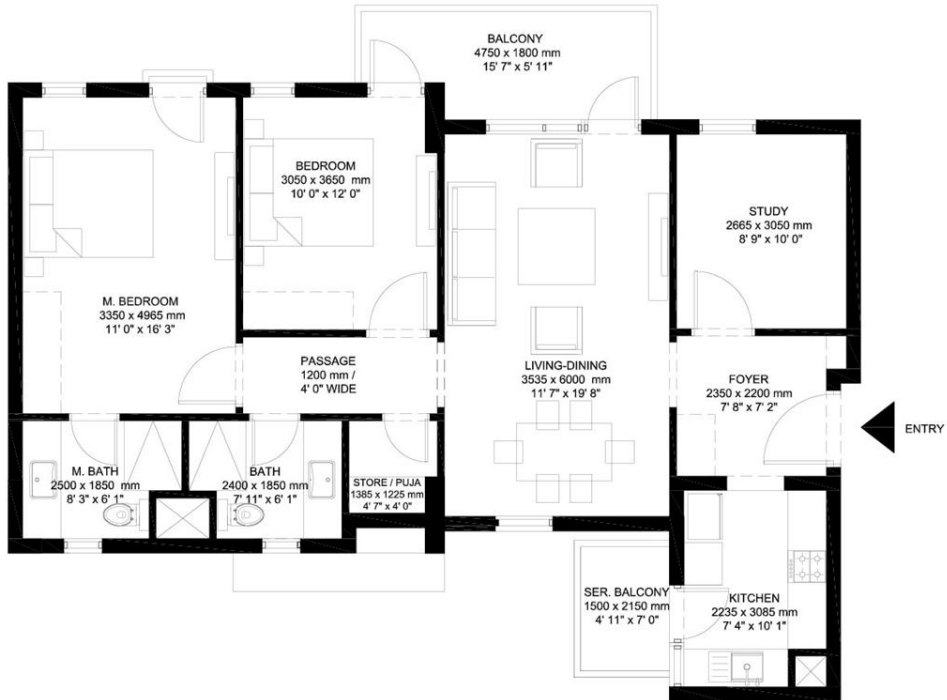 BALCONY
4750 x 1800 mm
15' 7" x 5' 11"
BEDROOM
3050 x 3650 mm
10' 0" x 12' 0"
STUDY
2665 x 3050 mm
8' 9" x 10' 0"
M. BEDROOM
3350 x 4965 mm
11' 0" x 16' 3"
PASSAGE
1200 mm /
4' 0" WIDE
LIVING-DINING
3535 x 6000 mm
11' 7" x 19' 8"
FOYER
2350 x 2200 mm
7' 8" x 7' 2"
ENTRY
M. BATH
2500 x 1850 mm
8' 3" x 6' 1"
BATH
2400 x 1850 mm
7' 11" x 6' 1"
STORE / PUJA
1385 x 1225 mm
4' 7" x 4' 0"
SER. BALCONY
1500 x 2150 mm
4' 11" x 7' 0"
KITCHEN
2235 x 3085 mm
7' 4" x 10' 1"